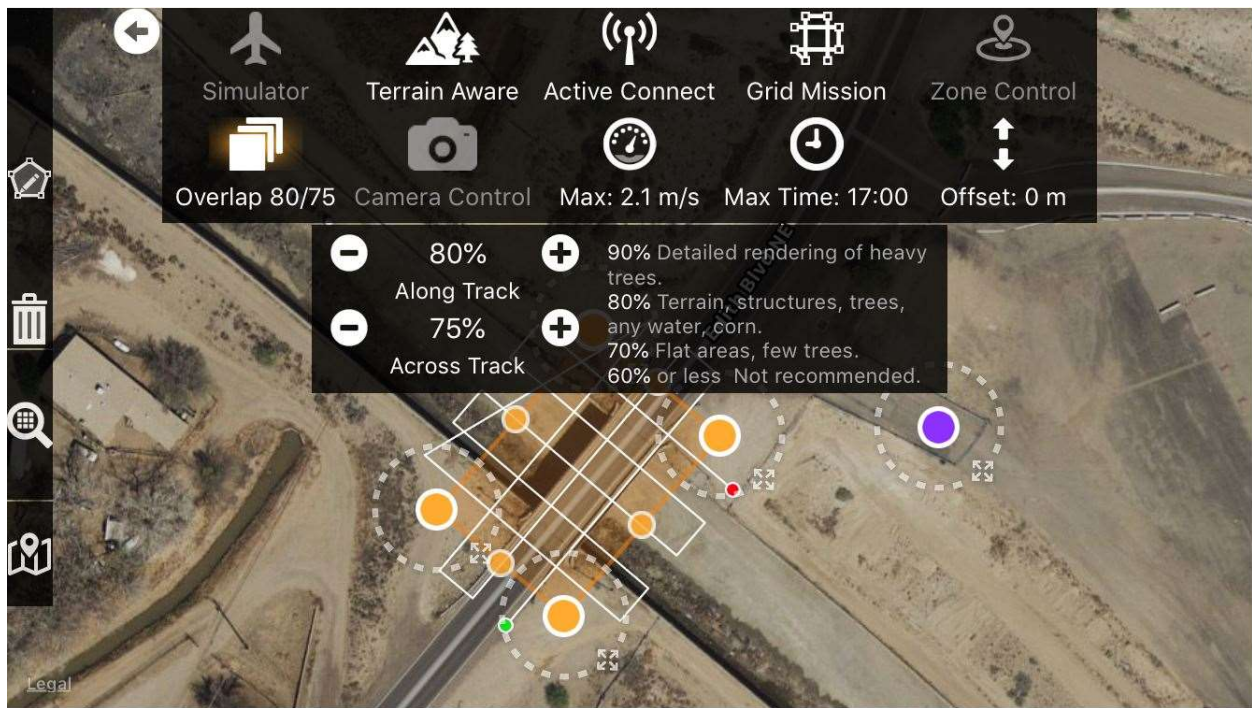 Simulator
Terrain Aware
Active Connect
Grid Mission
Zone Control
Overlap 80/75
Camera Control
Max: 2.1 m/s
Max Time: 17:00
Offset: 0 m
80%
Along Track
75%
Across Track
90% Detailed rendering of heavy
trees.
80% Terrain, structures, trees,
any water, corn.
70% Flat areas, few trees.
60% or less Not recommended.
Legal